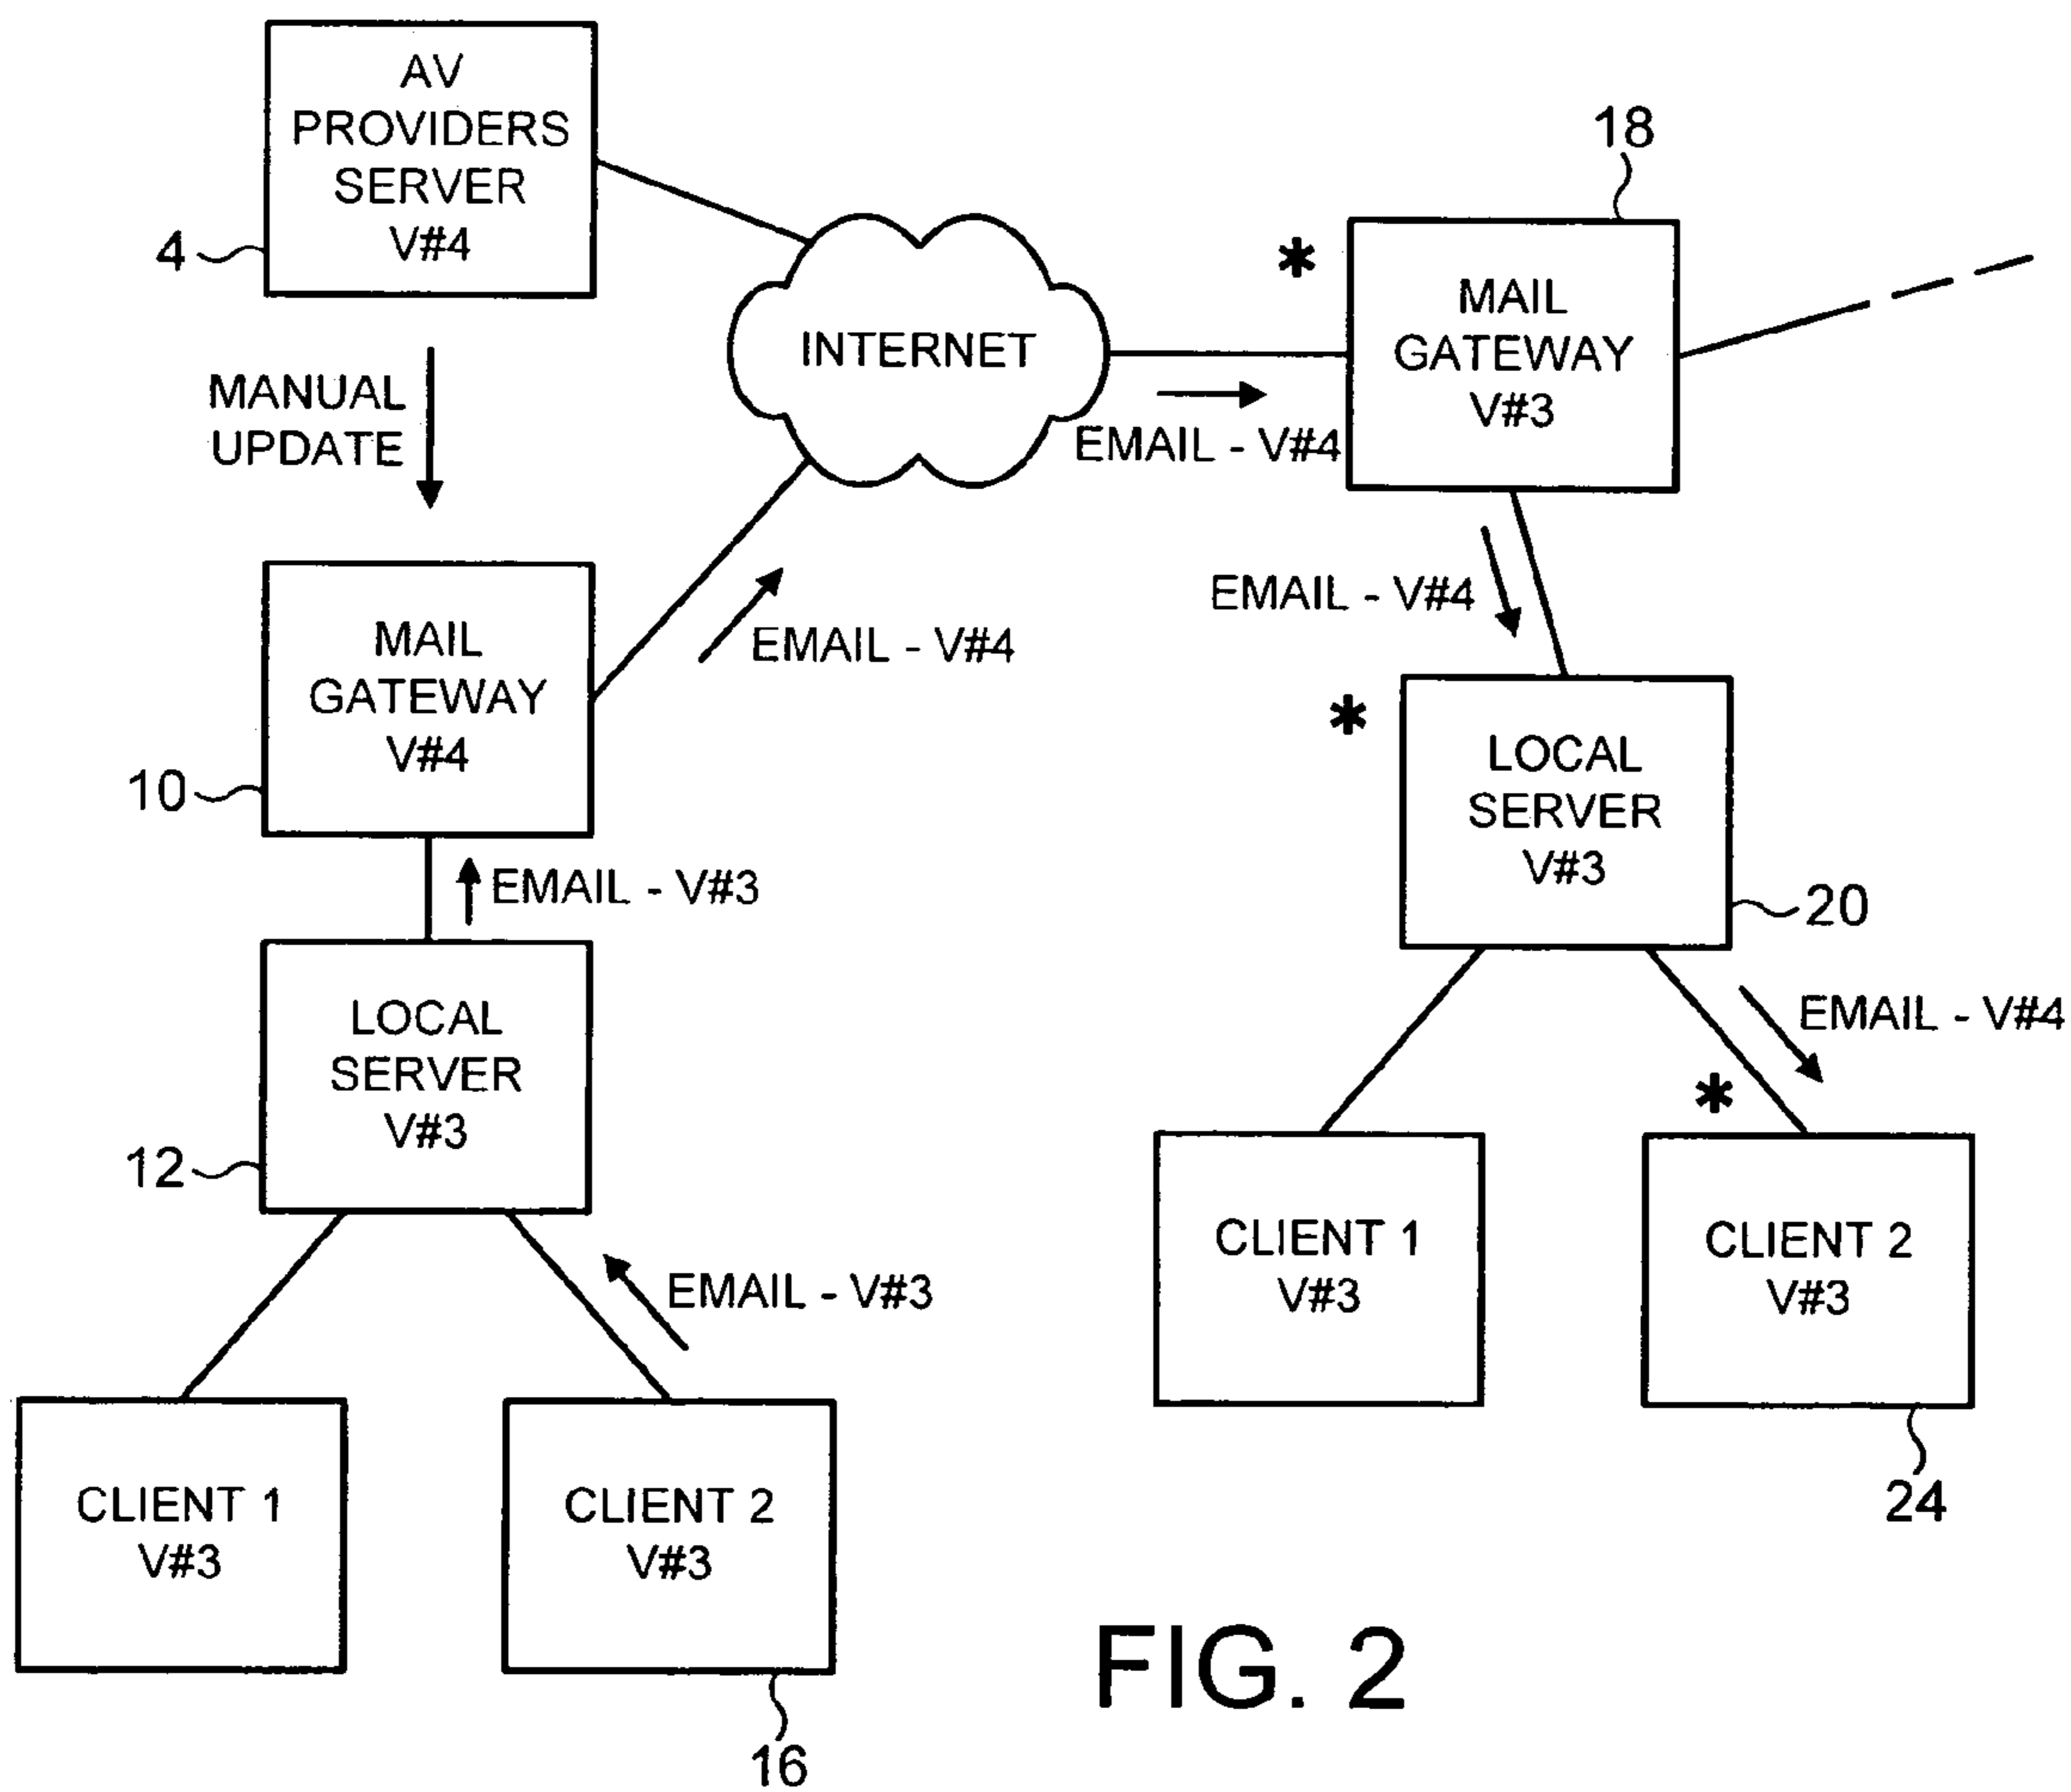 AV
PROVIDERS
SERVER
V#4
4
MANUAL
UPDATE
INTERNET
18
*
MAIL
GATEWAY
V#3
EMAIL - V#4
EMAIL - V#4
MAIL
GATEWAY
V#4
10
EMAIL - V#4
*
LOCAL
SERVER
V#3
20
EMAIL - V#3
LOCAL
SERVER
V#3
12
EMAIL - V#4
*
CLIENT 1
V#3
CLIENT 2
V#3
24
EMAIL - V#3
CLIENT 1
V#3
CLIENT 2
V#3
16
FIG. 2